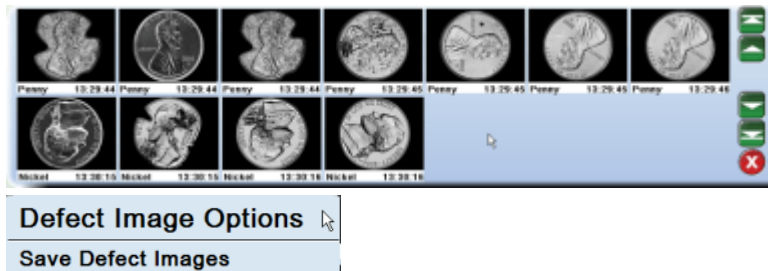 Penny 13:29:44 Penny 13:29:44 Penny 13:29:44 Penny 13:29:45 Penny 13:29:45 Penny 13:29:45 Penny 13:29:46
Nickel 13:30:15 Nickel 13:30:15 Nickel 13:30:16 Nickel 13:30:16
Defect Image Options
Save Defect Images